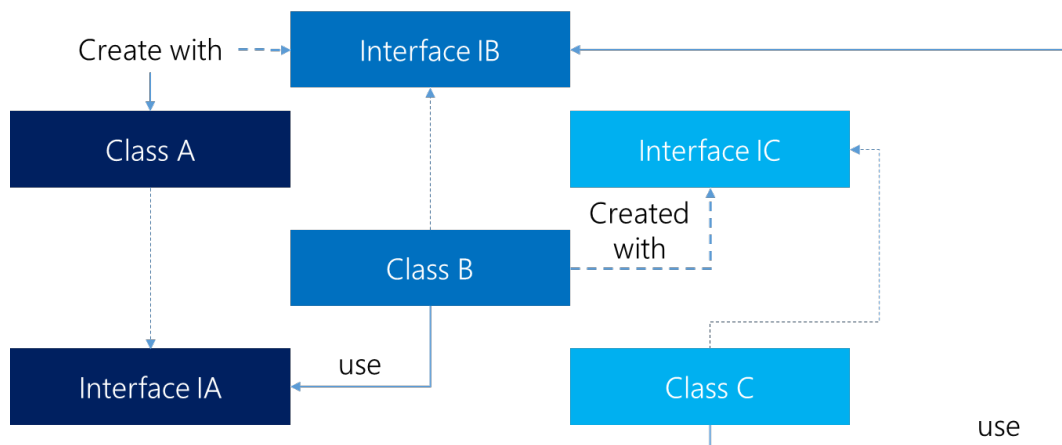 Create with
Interface IB
Class A
Interface IC
Created
with
Class B
use
Interface IA
Class C
use